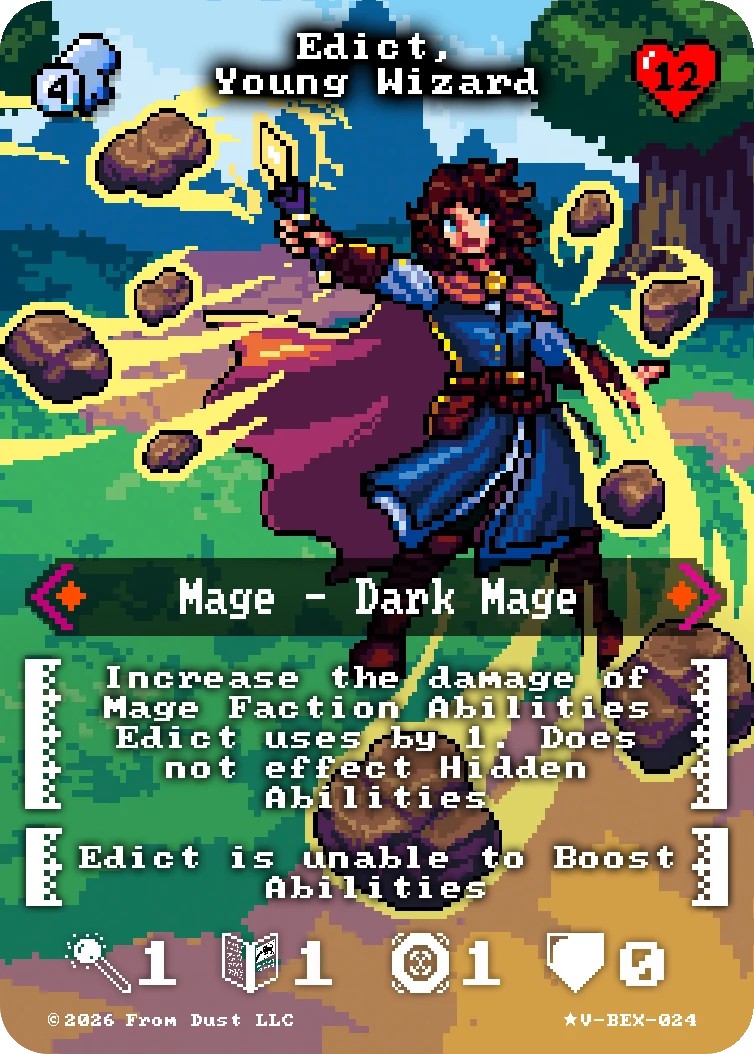 Edict,
Young Wizard
4
12
Mage - Dark Mage
Increase the damage of
Mage Faction Abilities
Edict uses by 1. Does
not effect Hidden
Abilities
Edict is unable to Boost
Abilities
1 1 1 0
©2026 From Dust LLC
★V-BEX-024